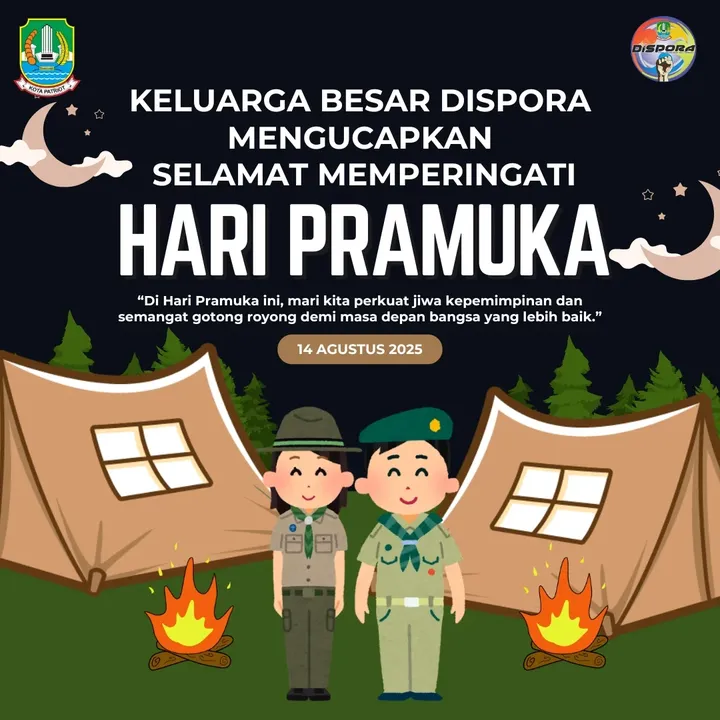 KOTA PATRIOT
DISPORA
KELUARGA BESAR DISPORA
MENGUCAPKAN
SELAMAT MEMPERINGATI
HARI PRAMUKA
“Di Hari Pramuka ini, mari kita perkuat jiwa kepemimpinan dan
semangat gotong royong demi masa depan bangsa yang lebih baik.”
14 AGUSTUS 2025